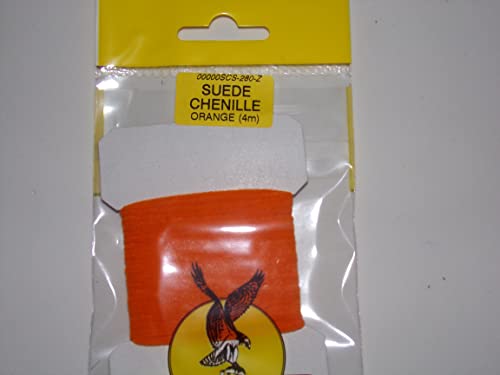 00000SCS-280-Z
SUEDE
CHENILLE
ORANGE (4m)